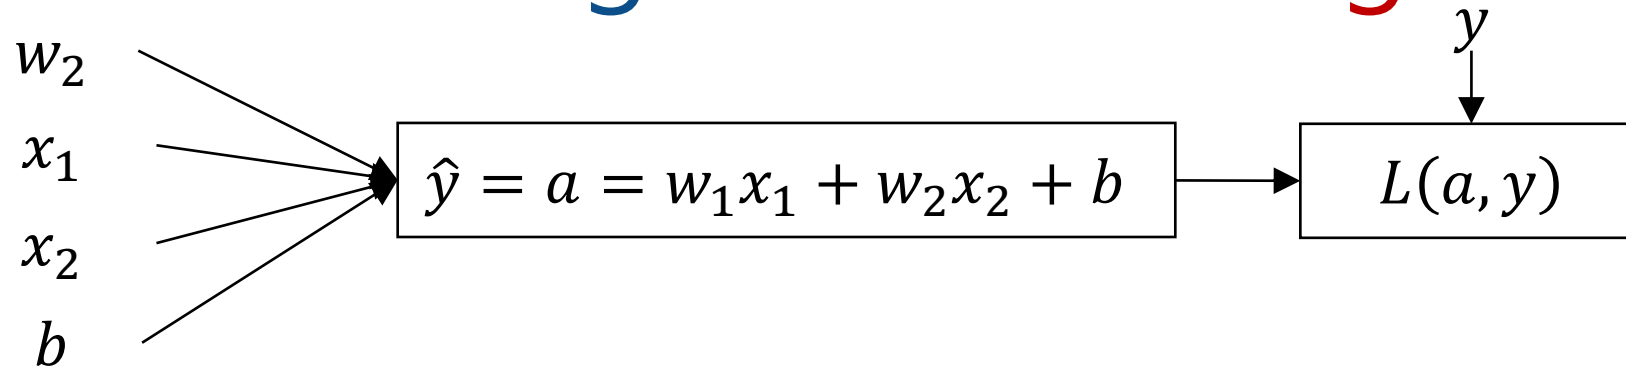 y
w₂
x₁
ŷ = a = w₁x₁ + w₂x₂ + b
L(a, y)
x₂
b